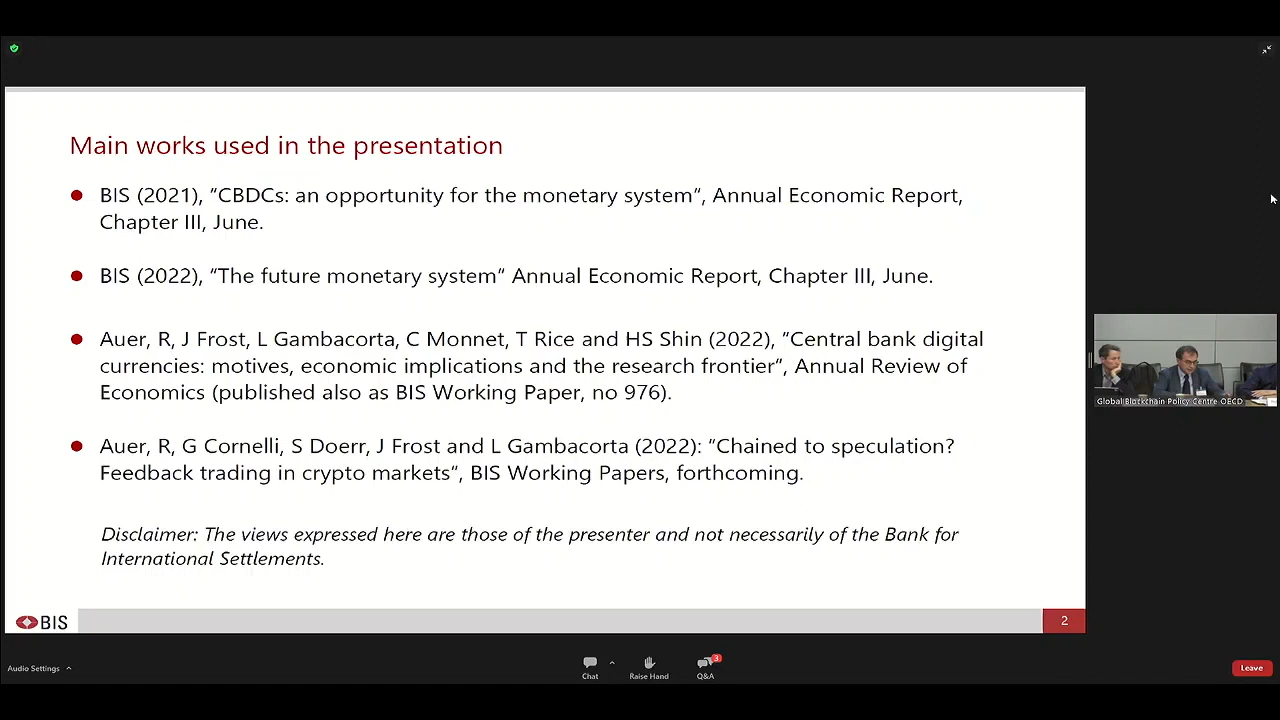 Main works used in the presentation
BIS (2021), "CBDCs: an opportunity for the monetary system", Annual Economic Report,
Chapter III, June.
BIS (2022), "The future monetary system" Annual Economic Report, Chapter III, June.
Auer, R, J Frost, L Gambacorta, C Monnet, T Rice and HS Shin (2022), "Central bank digital
currencies: motives, economic implications and the research frontier", Annual Review of
Economics (published also as BIS Working Paper, no 976).
Auer, R, G Cornelli, S Doerr, J Frost and L Gambacorta (2022): "Chained to speculation?
Feedback trading in crypto markets", BIS Working Papers, forthcoming.
Disclaimer: The views expressed here are those of the presenter and not necessarily of the Bank for
International Settlements.
BIS
2
Global Blockchain Policy Centre OECD
Audio Settings
Chat
Raise Hand
3
Q&A
Leave